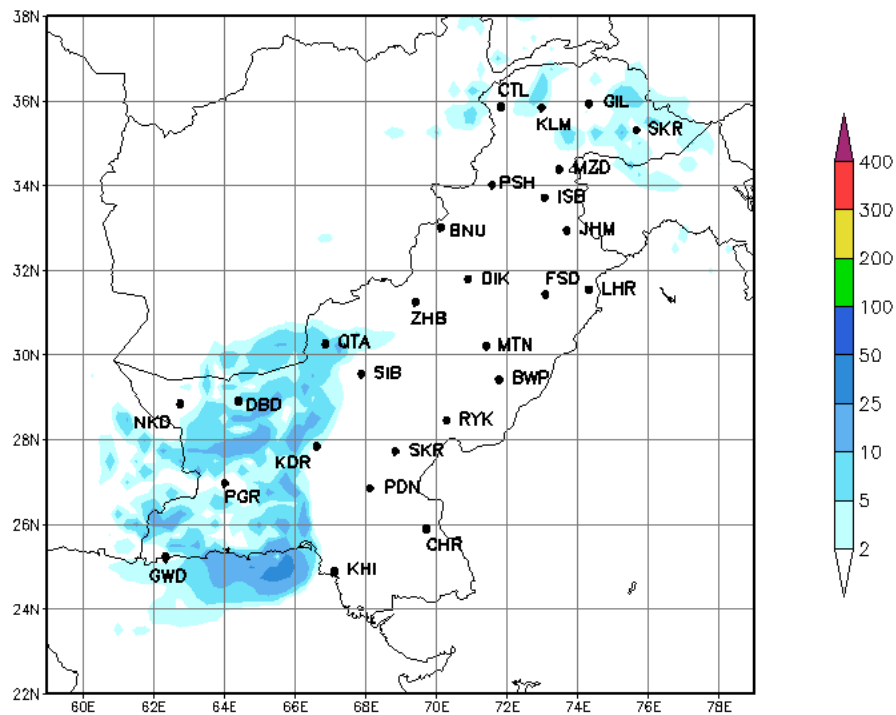 38N
36N
CTL
GIL
KLM
SKR
MZD
PSH
ISB
34N
BNU
JHM
32N
DIK
FSD
LHR
ZHB
QTA
MTN
30N
SIB
BWP
DBD
NKD
RYK
28N
KDR
SKR
PGR
PDN
26N
CHR
GWD
KHI
24N
22N
60E 62E 64E 66E 68E 70E 72E 74E 76E 78E
400
300
200
100
50
25
10
5
2